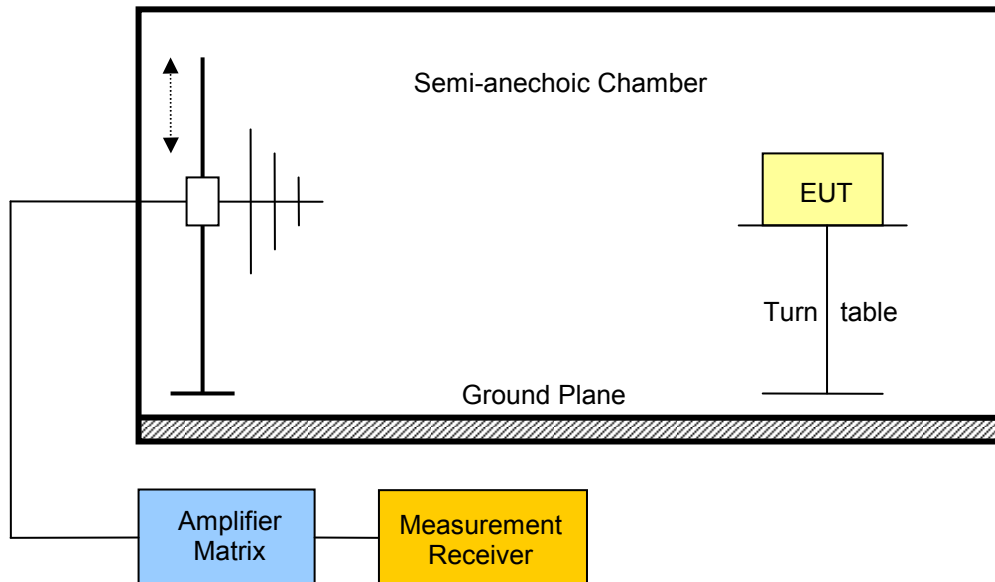 Semi-anechoic Chamber
EUT
Turn table
Ground Plane
Amplifier
Matrix
Measurement
Receiver